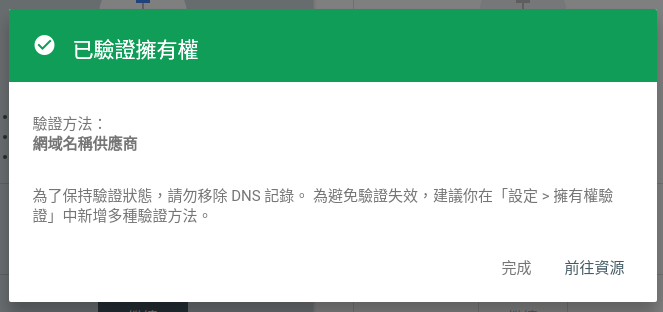 已驗證擁有權
驗證方法：
網域名稱供應商
為了保持驗證狀態，請勿移除 DNS 記錄。 為避免驗證失效，建議你在「設定 > 擁有權驗
證」中新增多種驗證方法。
完成 前往資源